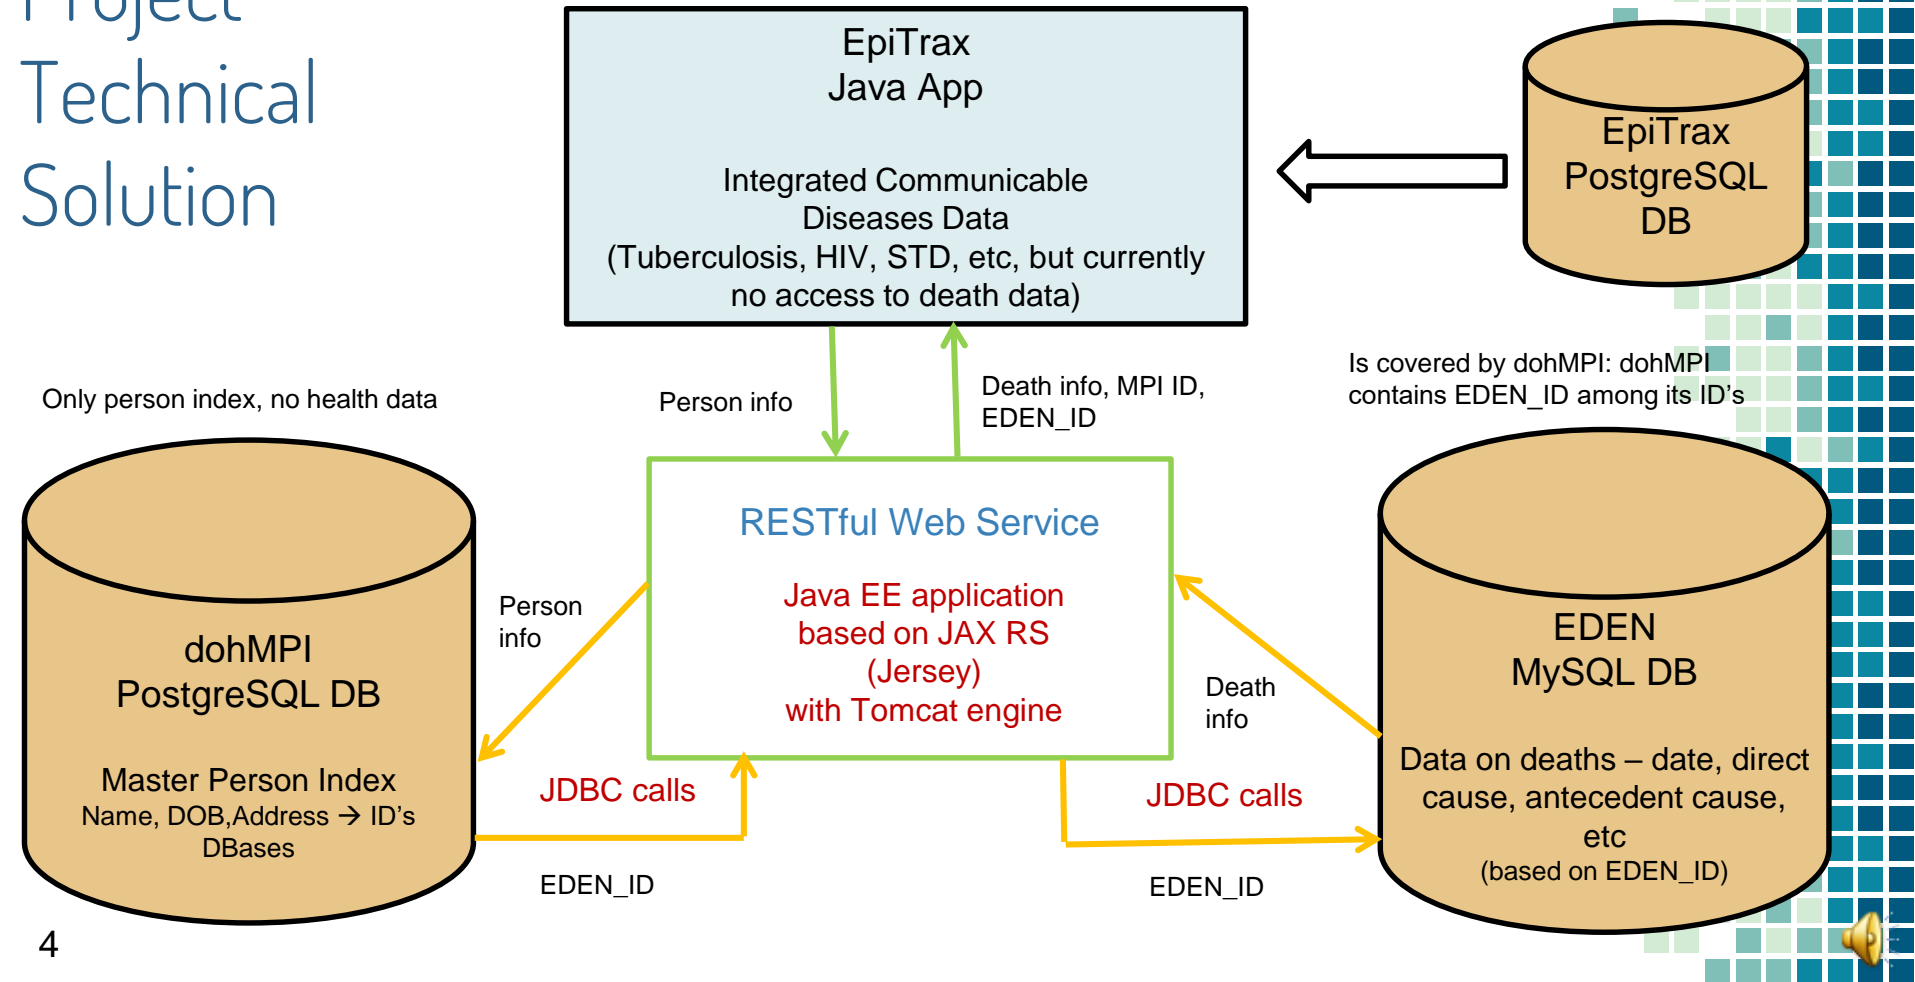 Project
Technical
Solution
EpiTrax
Java App
Integrated Communicable
Diseases Data
(Tuberculosis, HIV, STD, etc, but currently
no access to death data)
EpiTrax
PostgreSQL
DB
Only person index, no health data
Person info
Death info, MPI ID,
EDEN_ID
Is covered by dohMPI: dohMPI
contains EDEN_ID among its ID’s
dohMPI
PostgreSQL DB
Master Person Index
Name, DOB,Address → ID’s
DBases
Person
info
RESTful Web Service
Java EE application
based on JAX RS
(Jersey)
with Tomcat engine
JDBC calls
EDEN_ID
Death
info
JDBC calls
EDEN_ID
EDEN
MySQL DB
Data on deaths – date, direct
cause, antecedent cause,
etc
(based on EDEN_ID)
4